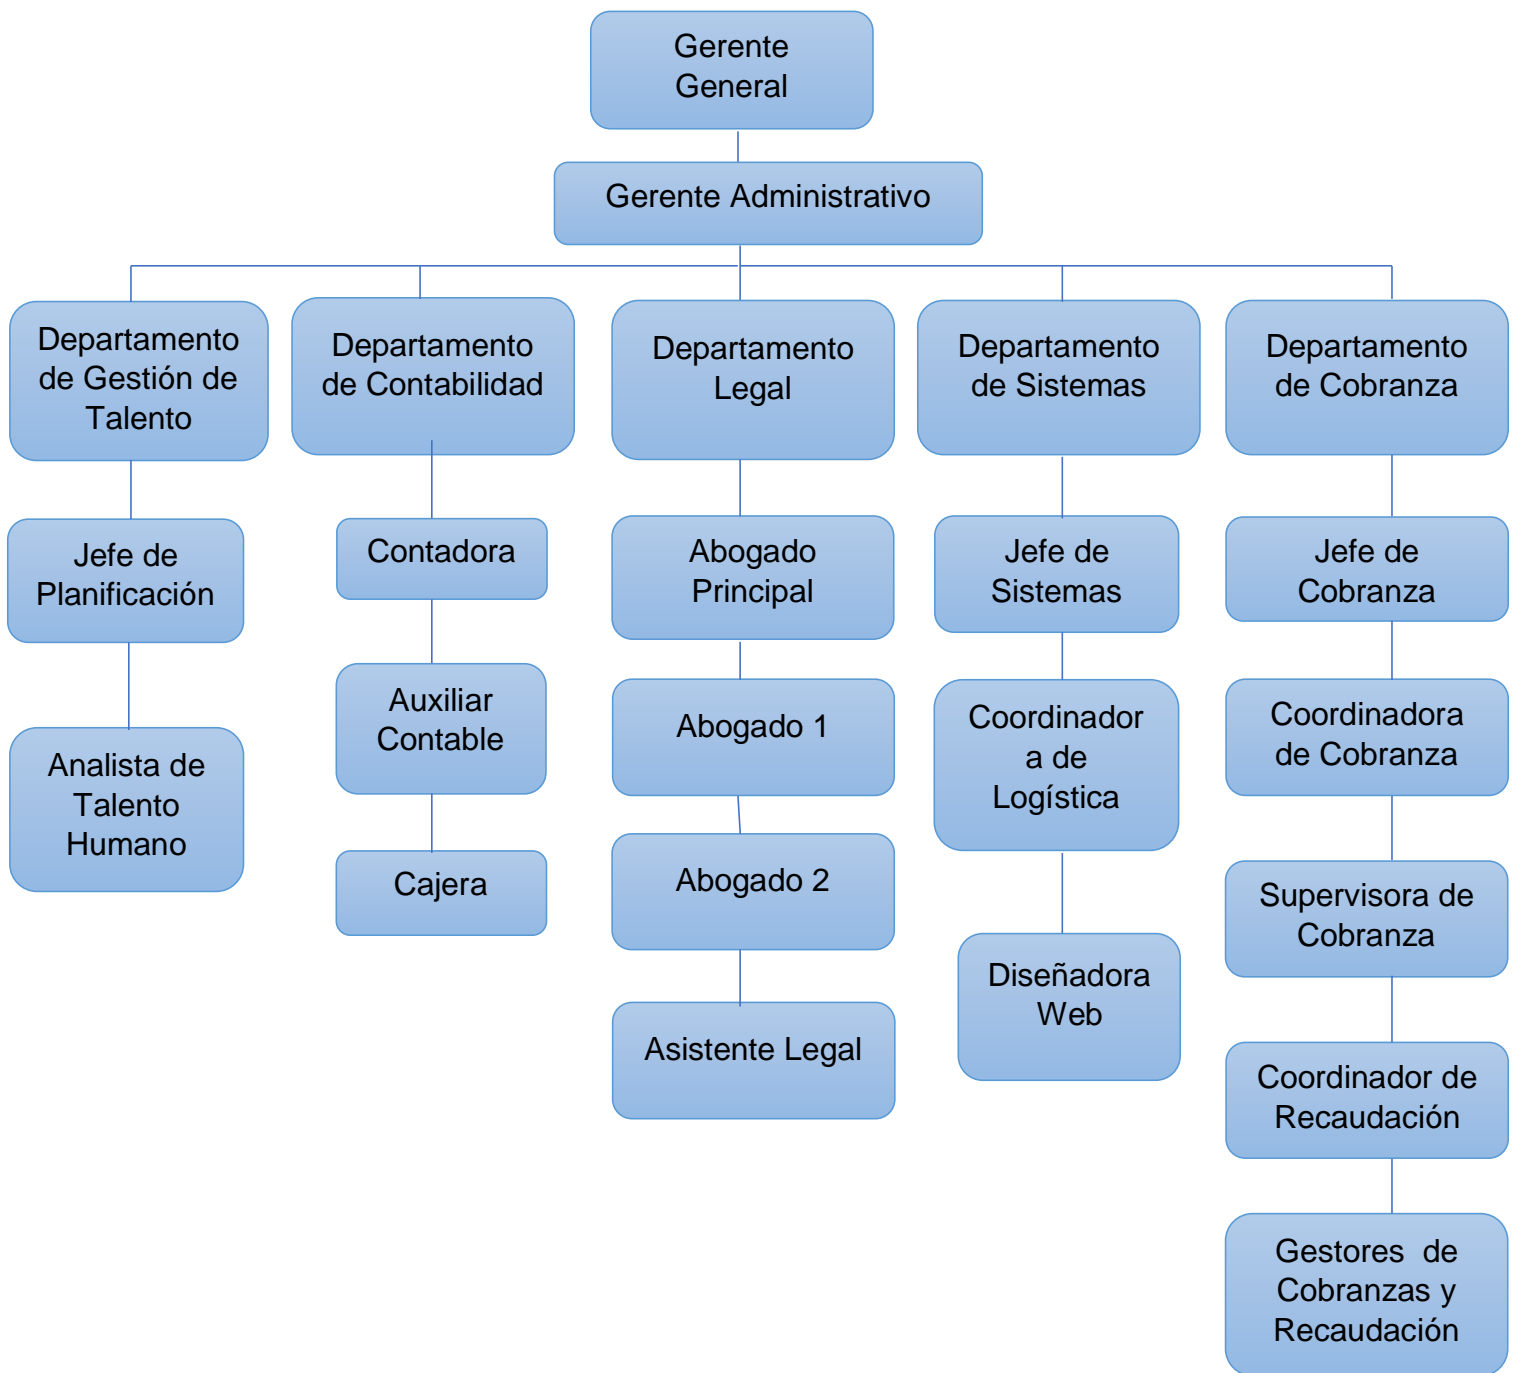 Gerente
General
Gerente Administrativo
Departamento
de Gestión de
Talento
Departamento
de Contabilidad
Departamento
Legal
Departamento
de Sistemas
Departamento
de Cobranza
Jefe de
Planificación
Contadora
Abogado
Principal
Jefe de
Sistemas
Jefe de
Cobranza
Analista de
Talento
Humano
Auxiliar
Contable
Abogado 1
Coordinador
a de
Logística
Coordinadora
de Cobranza
Cajera
Abogado 2
Supervisora de
Cobranza
Asistente Legal
Diseñadora
Web
Coordinador de
Recaudación
Gestores  de
Cobranzas y
Recaudación